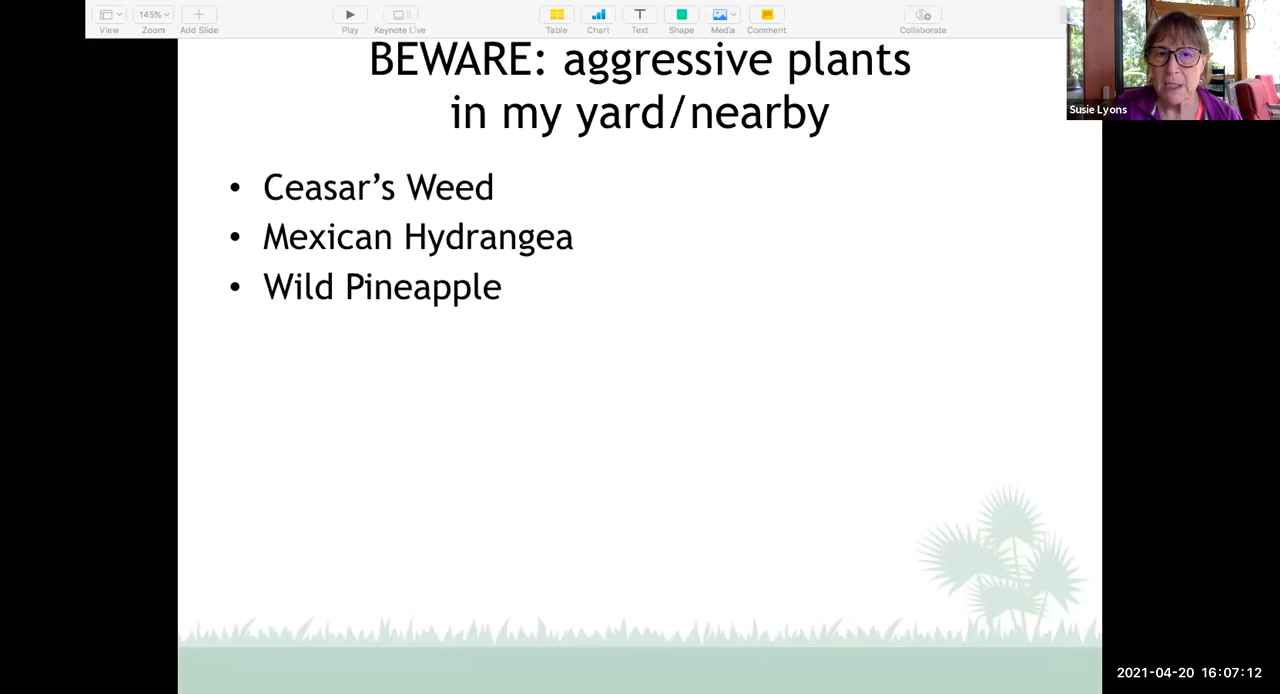 145%
View Zoom Add Slide Play Keynote Live Table Chart Text Shape Media Comment Collaborate
BEWARE: aggressive plants
in my yard/nearby
Susie Lyons
• Ceasar’s Weed
• Mexican Hydrangea
• Wild Pineapple
2021-04-20 16:07:12